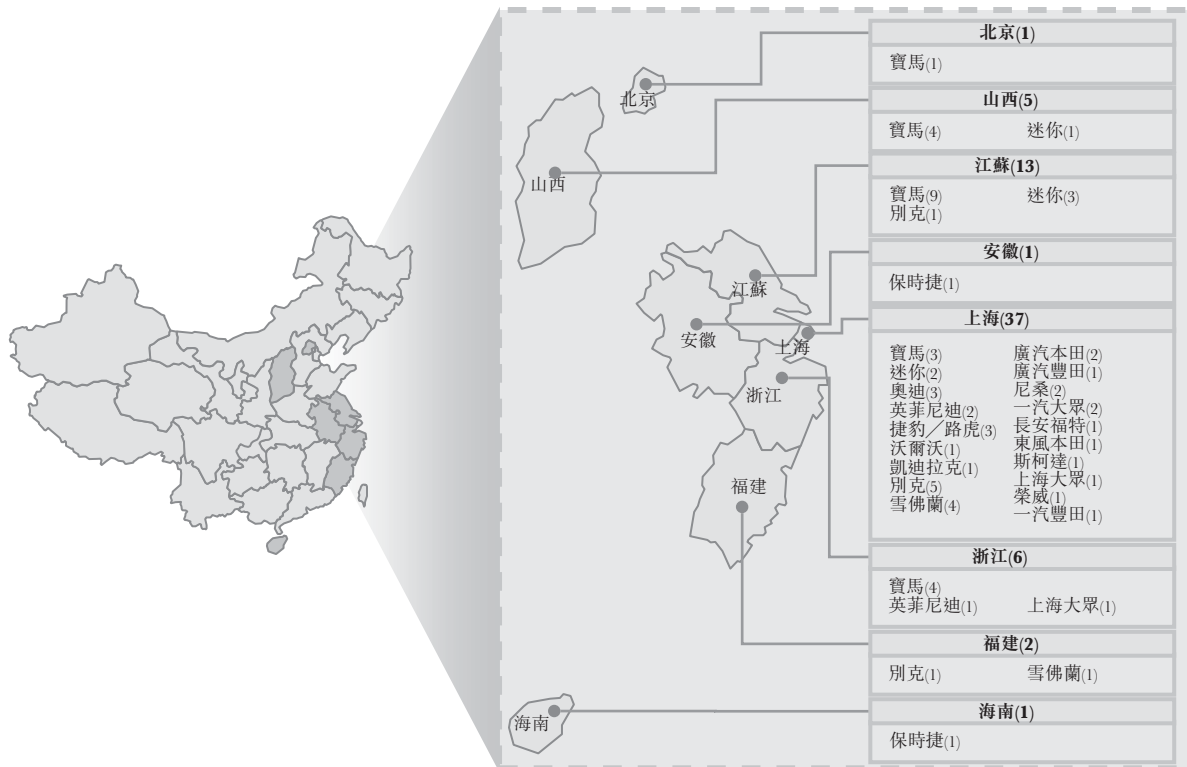 北京(1)
寶馬(1)
山西(5)
寶馬(4) 迷你(1)
江蘇(13)
寶馬(9) 迷你(3)
別克(1)
安徽(1)
保時捷(1)
上海(37)
寶馬(3)
迷你(2)
奧迪(3)
英菲尼迪(2)
捷豹／路虎(3)
沃爾沃(1)
凱迪拉克(1)
別克(5)
雪佛蘭(4)
廣汽本田(2)
廣汽豐田(1)
尼桑(2)
一汽大眾(2)
長安福特(1)
東風本田(1)
斯柯達(1)
上海大眾(1)
榮威(1)
一汽豐田(1)
浙江(6)
寶馬(4)
英菲尼迪(1) 上海大眾(1)
福建(2)
別克(1) 雪佛蘭(1)
海南(1)
保時捷(1)
北京
山西
江蘇
安徽
上海
浙江
福建
海南